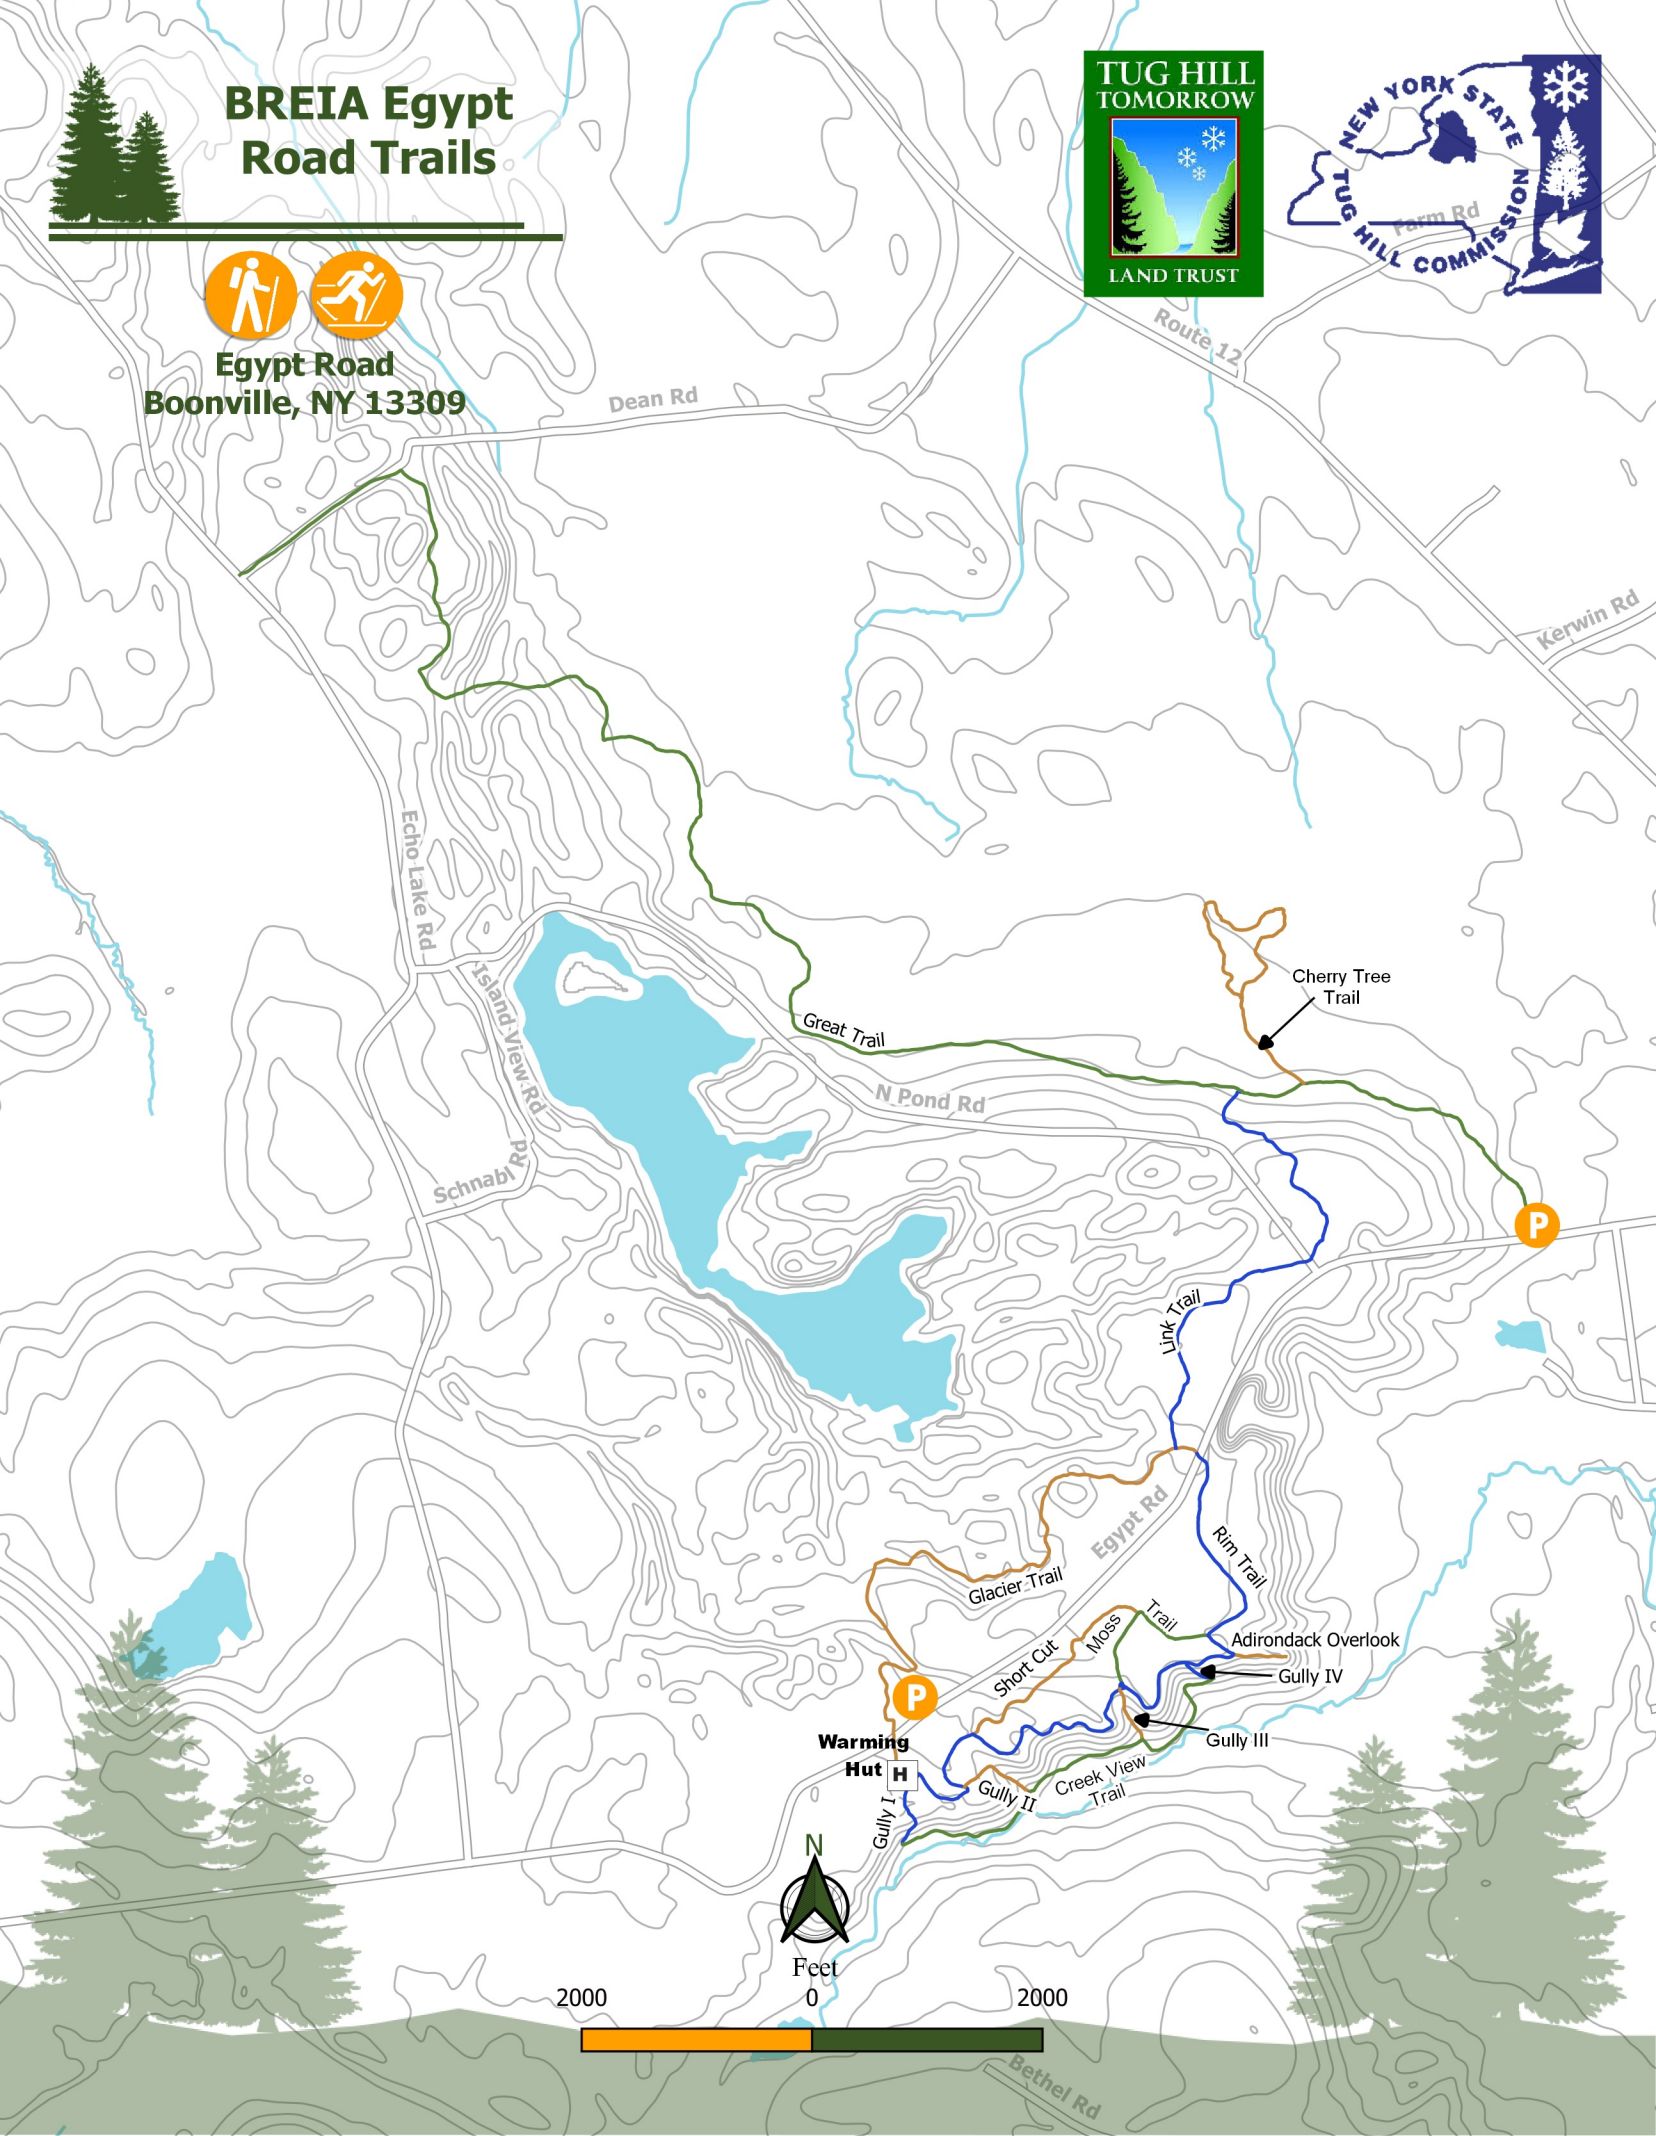 BREIA Egypt
Road Trails
Egypt Road
Boonville, NY 13309
TUG HILL
TOMORROW
LAND TRUST
NEW YORK STATE
TUG HILL COMMISSION
Farm Rd
Route 12
Dean Rd
Kerwin Rd
Echo Lake Rd
Island View Rd
Cherry Tree
Trail
Great Trail
N Pond Rd
Schnabl Rd
P
Link Trail
Egypt Rd
Rim Trail
Glacier Trail
Moss Trail
Short Cut
Adirondack Overlook
Gully IV
P
Gully III
Warming
Hut
H
Creek View
Trail
Gully II
Gully I
N
Feet
2000 0 2000
Bethel Rd